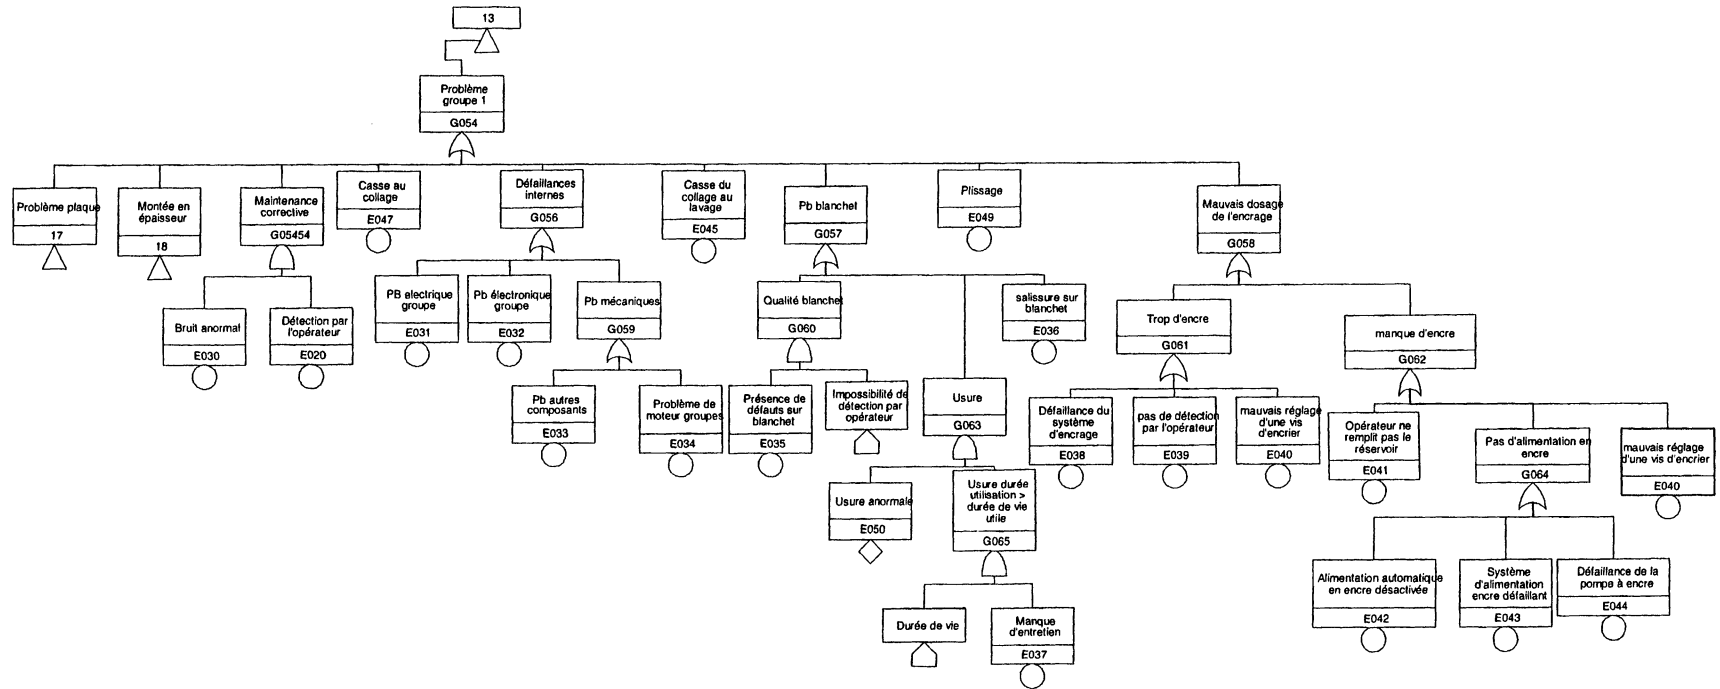 13
Problème
groupe 1
G054
Problème plaque
17
Montée en
épaisseur
18
Maintenance
corrective
G05454
Casse au
collage
E047
Défaillances
internes
G056
Casse du
collage au
lavage
E045
Pb blanchet
G057
Plissage
E049
Mauvais dosage
de l'encrage
G058
Bruit anormal
E030
Détection par
l'opérateur
E020
PB electrique
groupe
E031
Pb électronique
groupe
E032
Pb mécaniques
G059
Qualité blanchet
G060
salissure sur
blanchet
E036
Trop d'encre
G061
manque d'encre
G062
Pb autres
composants
E033
Problème de
moteur groupes
E034
Présence de
défauts sur
blanchet
E035
Impossibilité de
détection par
opérateur
Usure
G063
Défaillance du
système
d'encrage
E038
pas de détection
par l'opérateur
E039
mauvais réglage
d'une vis
d'encrier
E040
Opérateur ne
remplit pas le
réservoir
E041
Pas d'alimentation en
encre
G064
mauvais réglage
d'une vis d'encrier
E040
Usure anormale
E050
Usure durée
utilisation >
durée de vie
utile
G065
Alimentation automatique
en encre désactivée
E042
Système
d'alimentation
encre défaillant
E043
Défaillance de la
pompe à encre
E044
Durée de vie
Manque
d'entretien
E037